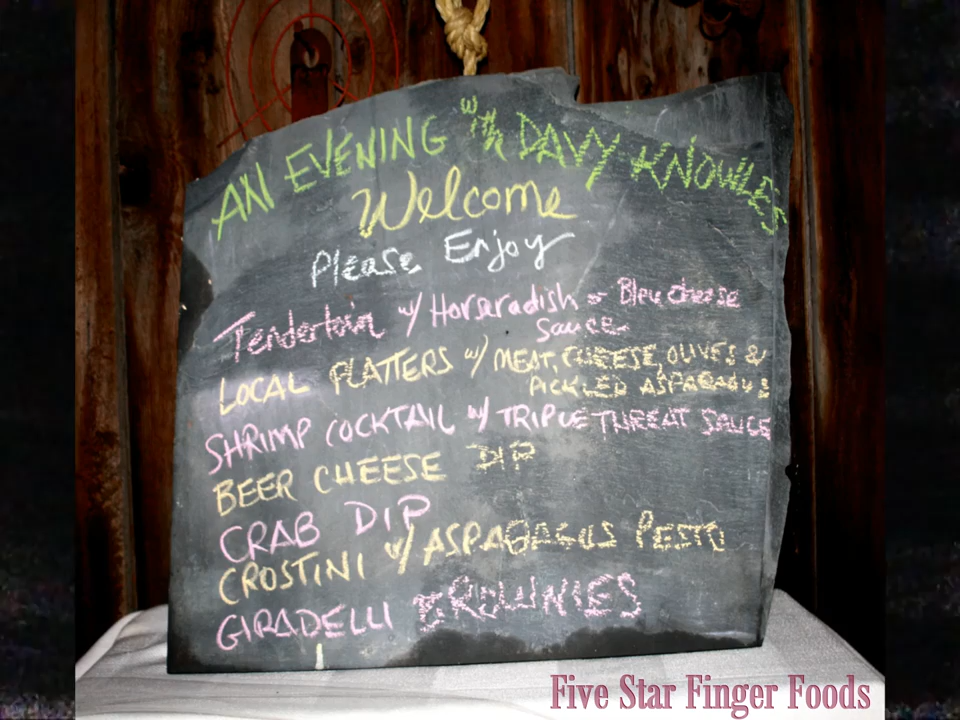 AN EVENING with DAVY KNOWLES
Welcome
Please Enjoy
Tenderloin w/ Horseradish or Bleu cheese
Sauce
LOCAL PLATTERS w/ MEAT, CHEESE, OLIVES &
PICKLED ASPARAGUS
SHRIMP COCKTAIL w/ TRIPLE THREAT SAUCE
BEER CHEESE DIP
CRAB DIP
CROSTINI w/ ASPARAGUS PESTO
GIRADELLI BROWNIES
Five Star Finger Foods